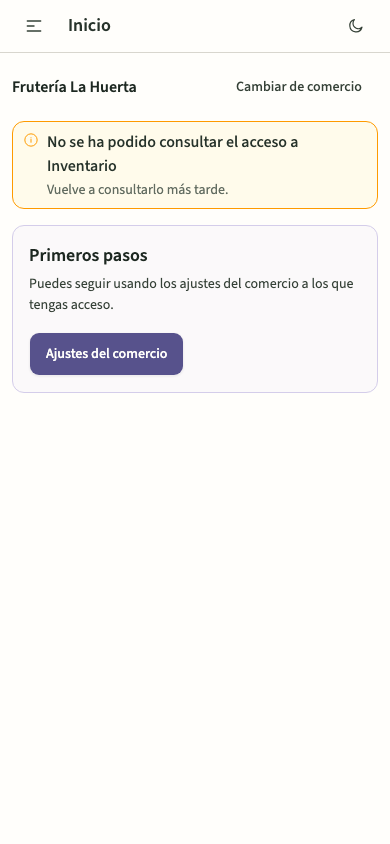 Inicio
Frutería La Huerta
Cambiar de comercio
No se ha podido consultar el acceso a
Inventario
Vuelve a consultarlo más tarde.
Primeros pasos
Puedes seguir usando los ajustes del comercio a los que
tengas acceso.
Ajustes del comercio